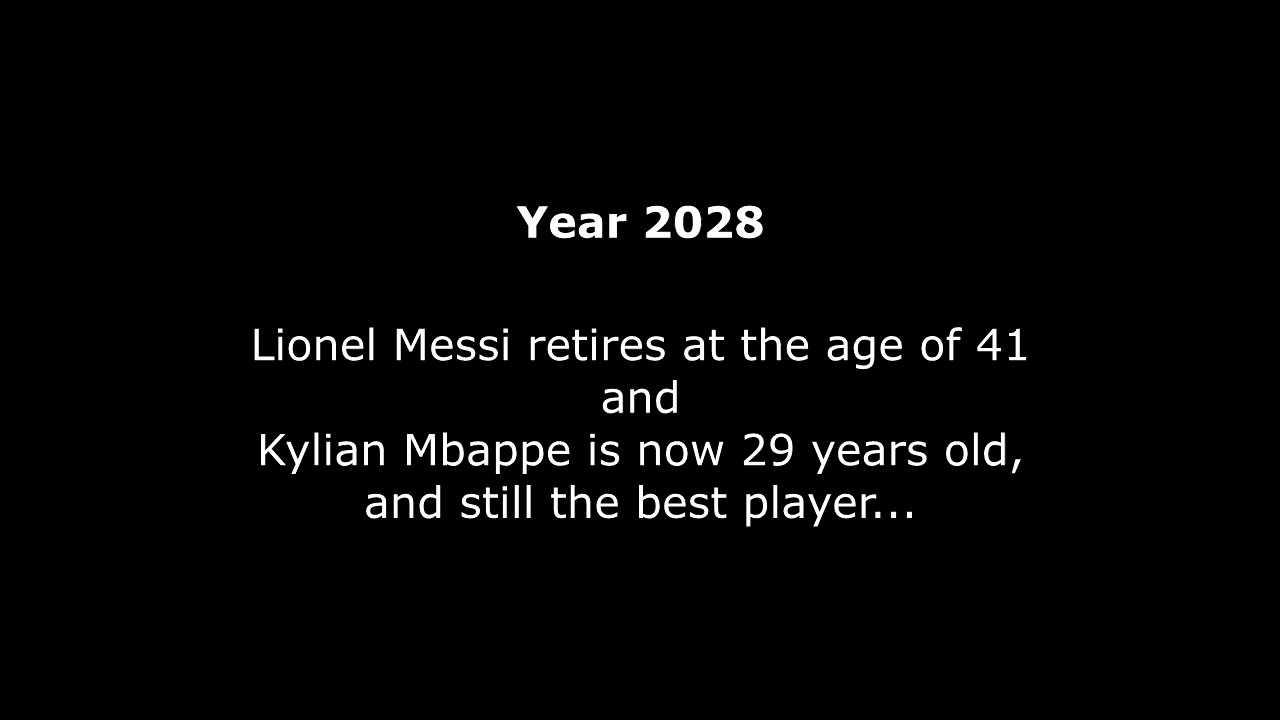 Year 2028
Lionel Messi retires at the age of 41
and
Kylian Mbappe is now 29 years old,
and still the best player...